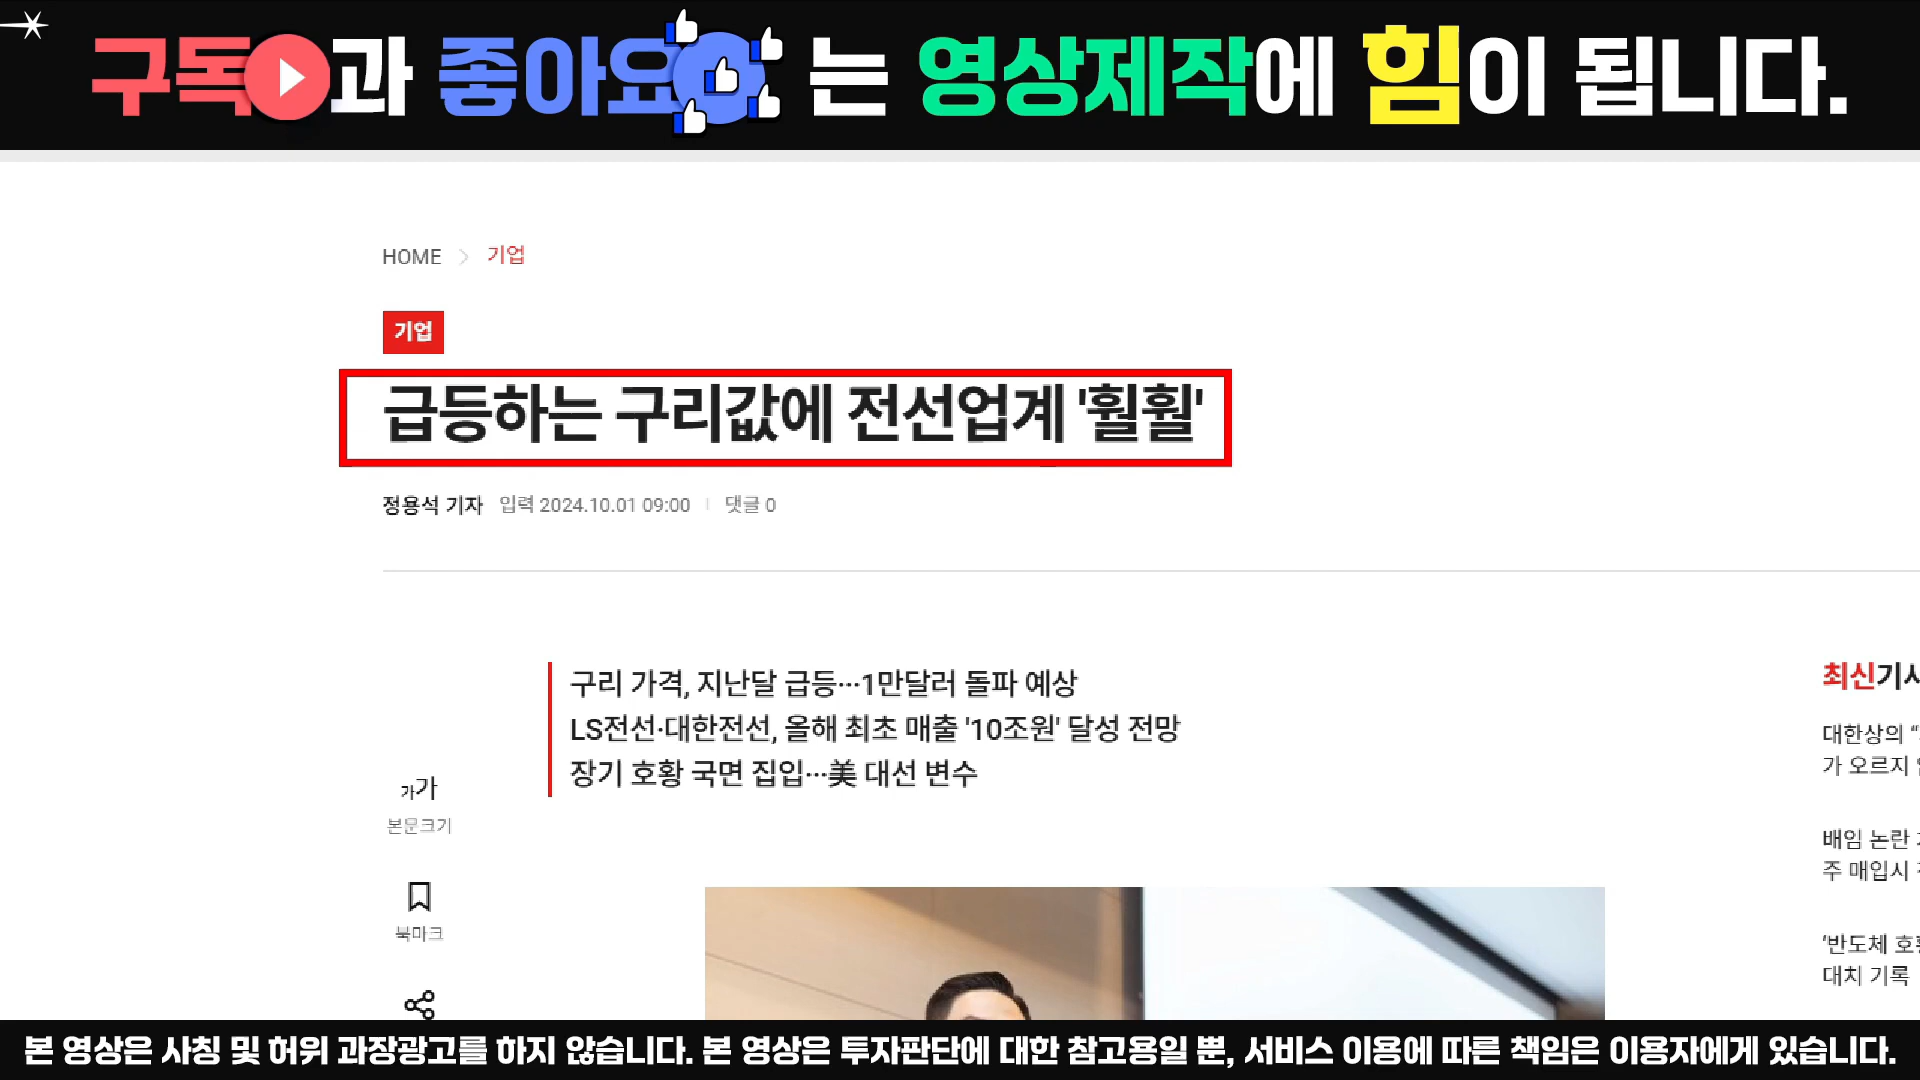 구독과 좋아요 는 영상제작에 힘이 됩니다.
HOME > 기업
기업
급등하는 구리값에 전선업계 '훨훨'
정용석 기자 입력 2024.10.01 09:00 댓글 0
구리 가격, 지난달 급등…1만달러 돌파 예상
LS전선·대한전선, 올해 최초 매출 '10조원' 달성 전망
장기 호황 국면 집입…美 대선 변수
최신기사
대한상의
가 오르지
배임 논란
주 매입시
'반도체 호황
대치 기록
가가
본문크기
북마크
본 영상은 사칭 및 허위 과장광고를 하지 않습니다. 본 영상은 투자판단에 대한 참고용일 뿐, 서비스 이용에 따른 책임은 이용자에게 있습니다.